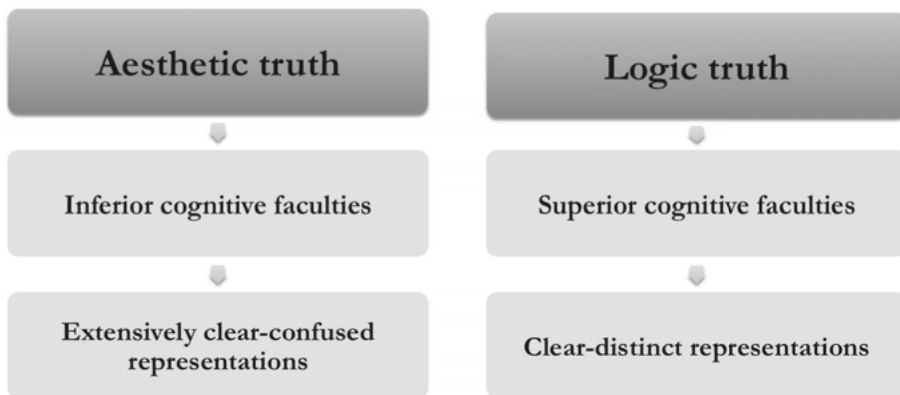 Aesthetic truth
Logic truth
Inferior cognitive faculties
Superior cognitive faculties
Extensively clear-confused
representations
Clear-distinct representations